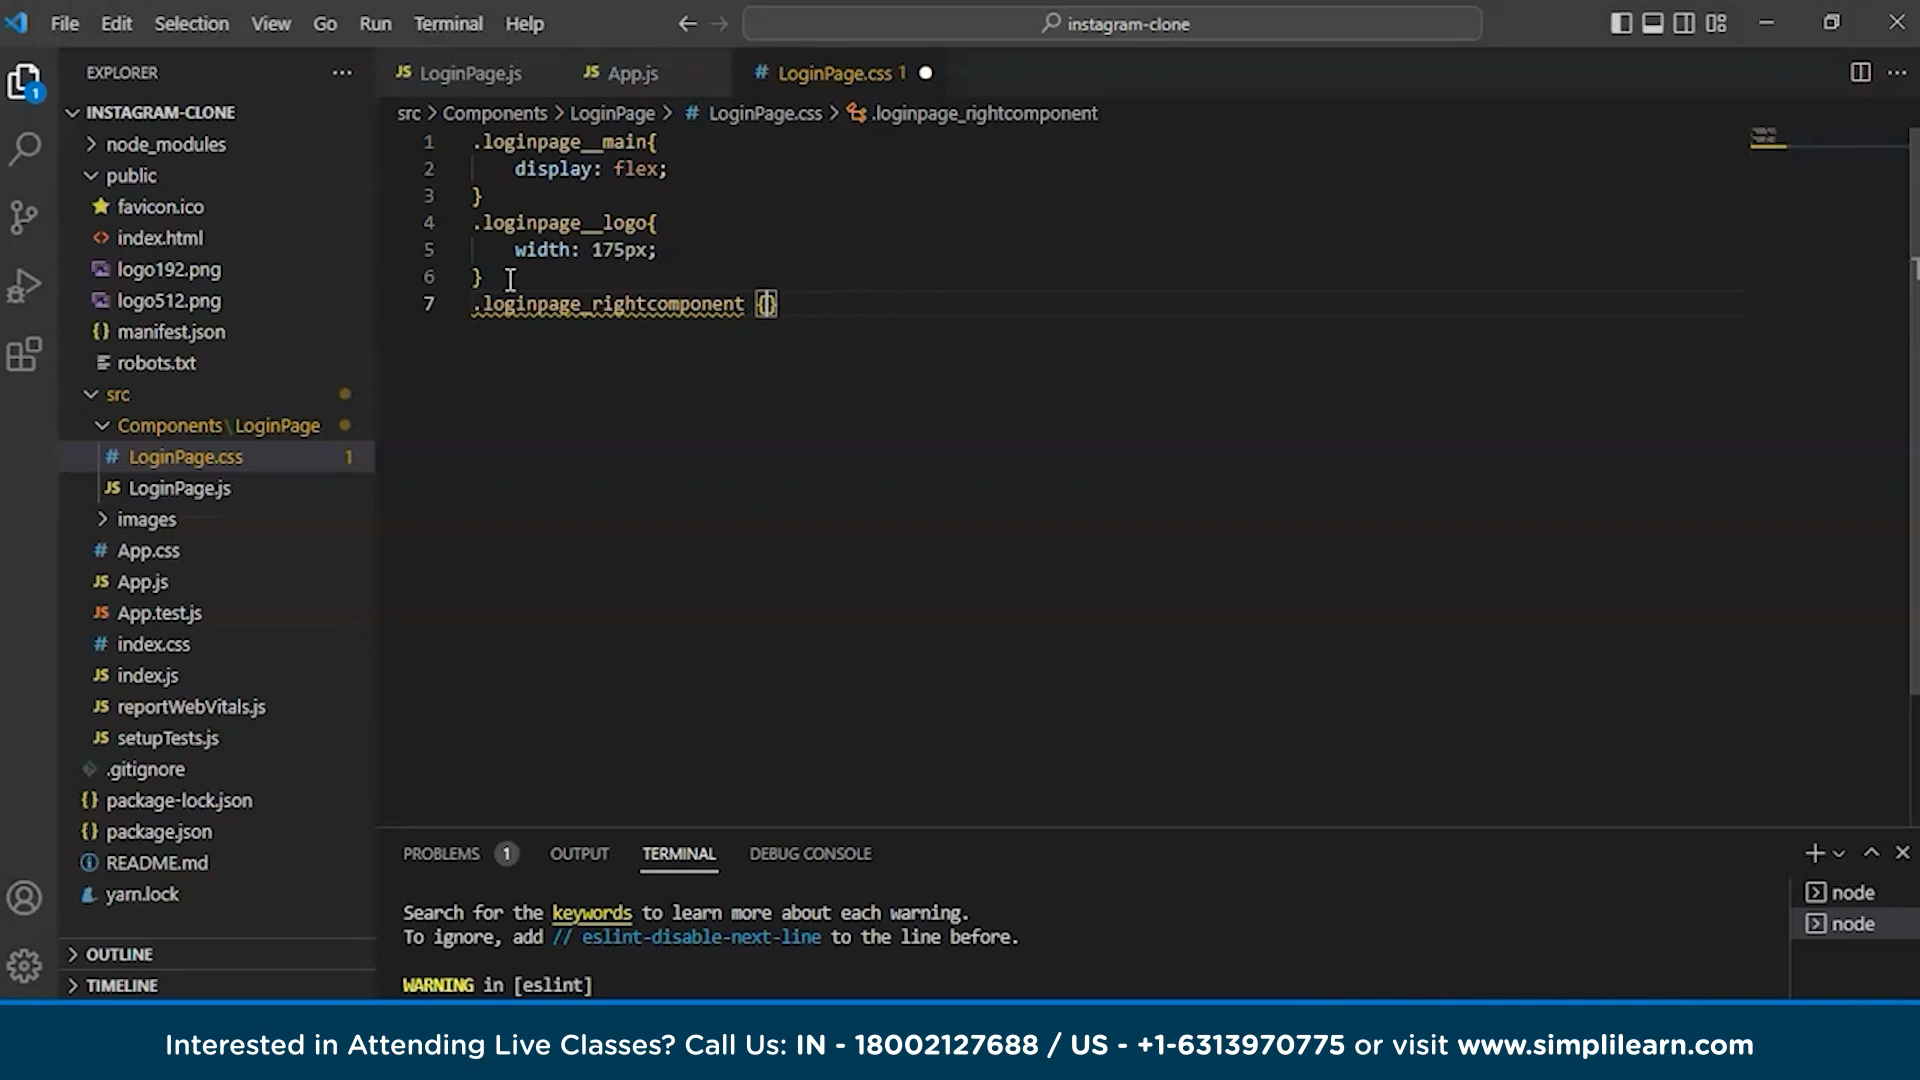 File Edit Selection View Go Run Terminal Help instagram-clone
EXPLORER
INSTAGRAM-CLONE
node_modules
public
favicon.ico
index.html
logo192.png
logo512.png
manifest.json
robots.txt
src
Components\LoginPage
LoginPage.css 1
LoginPage.js
images
App.css
App.js
App.test.js
index.css
index.js
reportWebVitals.js
setupTests.js
.gitignore
package-lock.json
package.json
README.md
yarn.lock
OUTLINE
TIMELINE
1
JS LoginPage.js JS App.js # LoginPage.css 1
src > Components > LoginPage > # LoginPage.css > .loginpage_rightcomponent
1 .loginpage__main{
2 display: flex;
3 }
4 .loginpage__logo{
5 width: 175px;
6 }
7 .loginpage_rightcomponent {}
PROBLEMS 1 OUTPUT TERMINAL DEBUG CONSOLE
Search for the keywords to learn more about each warning.
To ignore, add // eslint-disable-next-line to the line before.
WARNING in [eslint]
node
node
Interested in Attending Live Classes? Call Us: IN - 18002127688 / US - +1-6313970775 or visit www.simplilearn.com